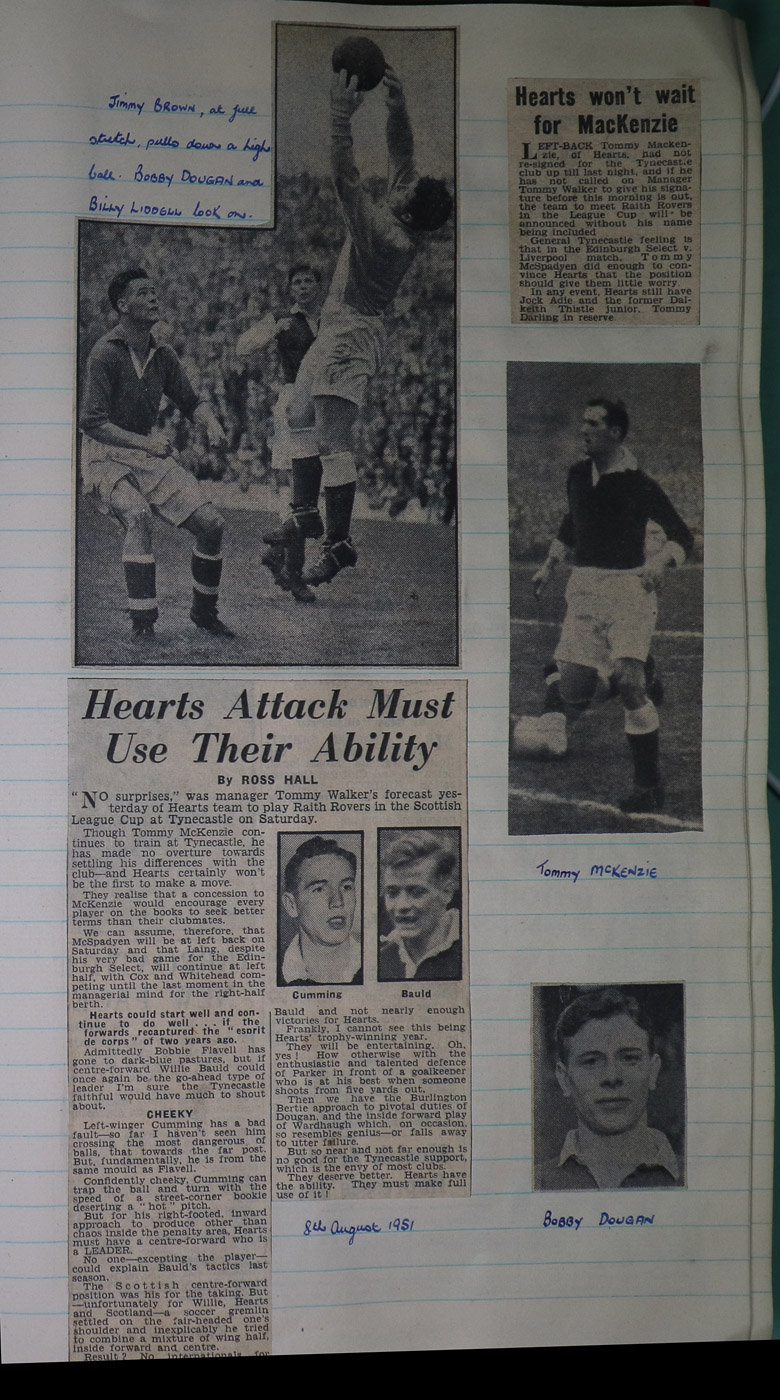 Jimmy BROWN, at full
stretch, pulls down a high
ball. BOBBY DOUGAN and
BILLY LIDDELL look on.
Hearts won't wait
for MacKenzie
LEFT-BACK Tommy Macken-
zie, of Hearts, had not
re-signed for the Tynecastle
club up till last night, and if he
has not called on Manager
Tommy Walker to give his signa-
ture before this morning is out,
the team to meet Raith Rovers
in the League Cup will be
announced without his name
being included
General Tynecastle feeling is
that in the Edinburgh Select v.
Liverpool match, Tommy
McSpadyen did enough to con-
vince Hearts that the position
should give them little worry
In any event, Hearts still have
Jock Adie and the former Dal-
keith Thistle junior, Tommy
Darling in reserve.
Tommy McKENZIE
BOBBY DOUGAN
Hearts Attack Must
Use Their Ability
By ROSS HALL
"NO surprises," was manager Tommy Walker's forecast yes-
terday of Hearts team to play Raith Rovers in the Scottish
League Cup at Tynecastle on Saturday.
Though Tommy McKenzie con-
tinues to train at Tynecastle, he
has made no overture towards
settling his differences with the
club—and Hearts certainly won't
be the first to make a move.
They realise that a concession to
McKenzie would encourage every
player on the books to seek better
terms than their clubmates.
We can assume, therefore, that
McSpadyen will be at left back on
Saturday and that Laing, despite
his very bad game for the Edin-
burgh Select, will continue at left
half, with Cox and Whitehead com-
peting until the last moment in the
managerial mind for the right-half
berth.
Hearts could start well and con-
tinue to do well . . . if the
forwards recaptured the "esprit
de corps" of two years ago.
Admittedly Bobbie Flavell has
gone to dark-blue pastures, but if
centre-forward Willie Bauld could
once again be the go-ahead type of
leader I'm sure the Tynecastle
faithful would have much to shout
about.
CHEEKY
Left-winger Cumming has a bad
fault—so far I haven't seen him
crossing the most dangerous of
balls, that towards the far post.
But, fundamentally, he is from the
same mould as Flavell.
Confidently cheeky, Cumming can
trap the ball and turn with the
speed of a street-corner bookie
deserting a "hot" pitch.
But for his right-footed, inward
approach to produce other than
chaos inside the penalty area, Hearts
must have a centre-forward who is
a LEADER.
No one—excepting the player—
could explain Bauld's tactics last
season.
The Scottish centre-forward
position was his for the taking. But
—unfortunately for Willie, Hearts
and Scotland—a soccer gremlin
settled on the fair-headed one's
shoulder and inexplicably he tried
to combine a mixture of wing half,
inside forward and centre.
Result? No internationals for
Cumming
Bauld
Bauld and not nearly enough
victories for Hearts.
Frankly, I cannot see this being
Hearts' trophy-winning year.
They will be entertaining. Oh,
yes! How otherwise with the
enthusiastic and talented defence
of Parker in front of a goalkeeper
who is at his best when someone
shoots from five yards out.
Then we have the Burlington
Bertie approach to pivotal duties of
Dougan, and the inside forward play
of Wardhaugh which, on occasion,
so resembles genius—or falls away
to utter failure.
But so near and not far enough is
no good for the Tynecastle support,
which is the envy of most clubs.
They deserve better. Hearts have
the ability. They must make full
use of it!
8th August 1951